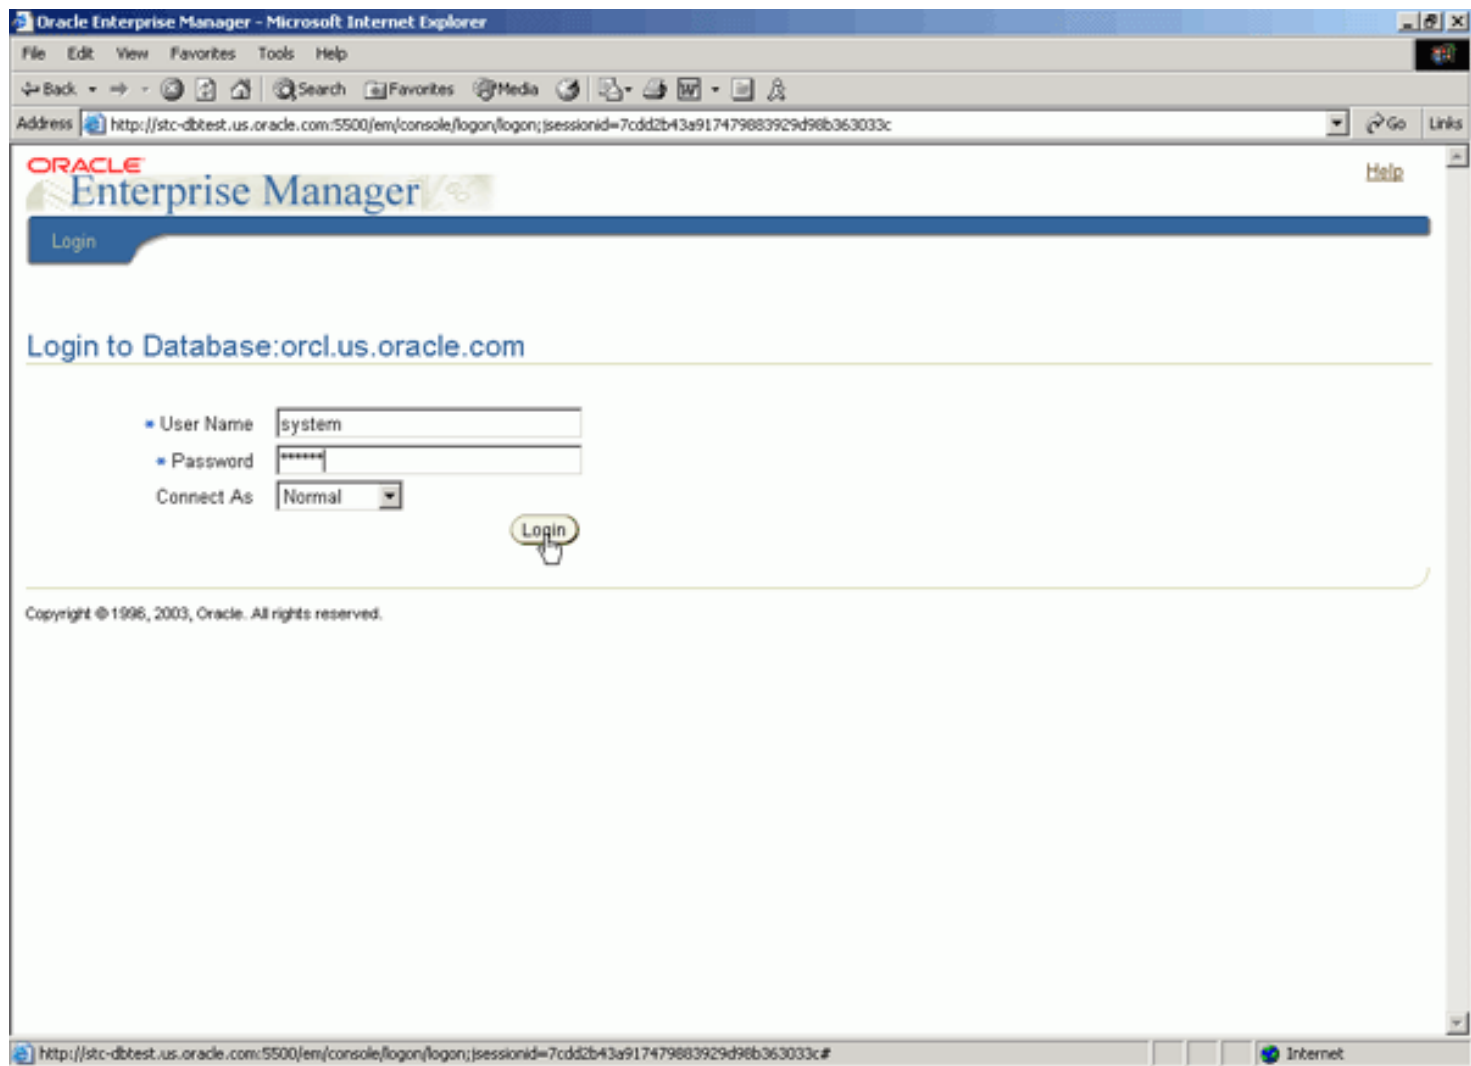 Oracle Enterprise Manager - Microsoft Internet Explorer
File Edit View Favorites Tools Help
Back Search Favorites Media
Address http://stc-dbtest.us.oracle.com:5500/em/console/logon/logon;jsessionid=7cdd2b43a917479883929d98b363033c Go Links
ORACLE
Enterprise Manager
Help
Login
Login to Database:orcl.us.oracle.com
* User Name system
* Password ******
Connect As Normal
Login
Copyright © 1996, 2003, Oracle. All rights reserved.
http://stc-dbtest.us.oracle.com:5500/em/console/logon/logon;jsessionid=7cdd2b43a917479883929d98b363033c# Internet